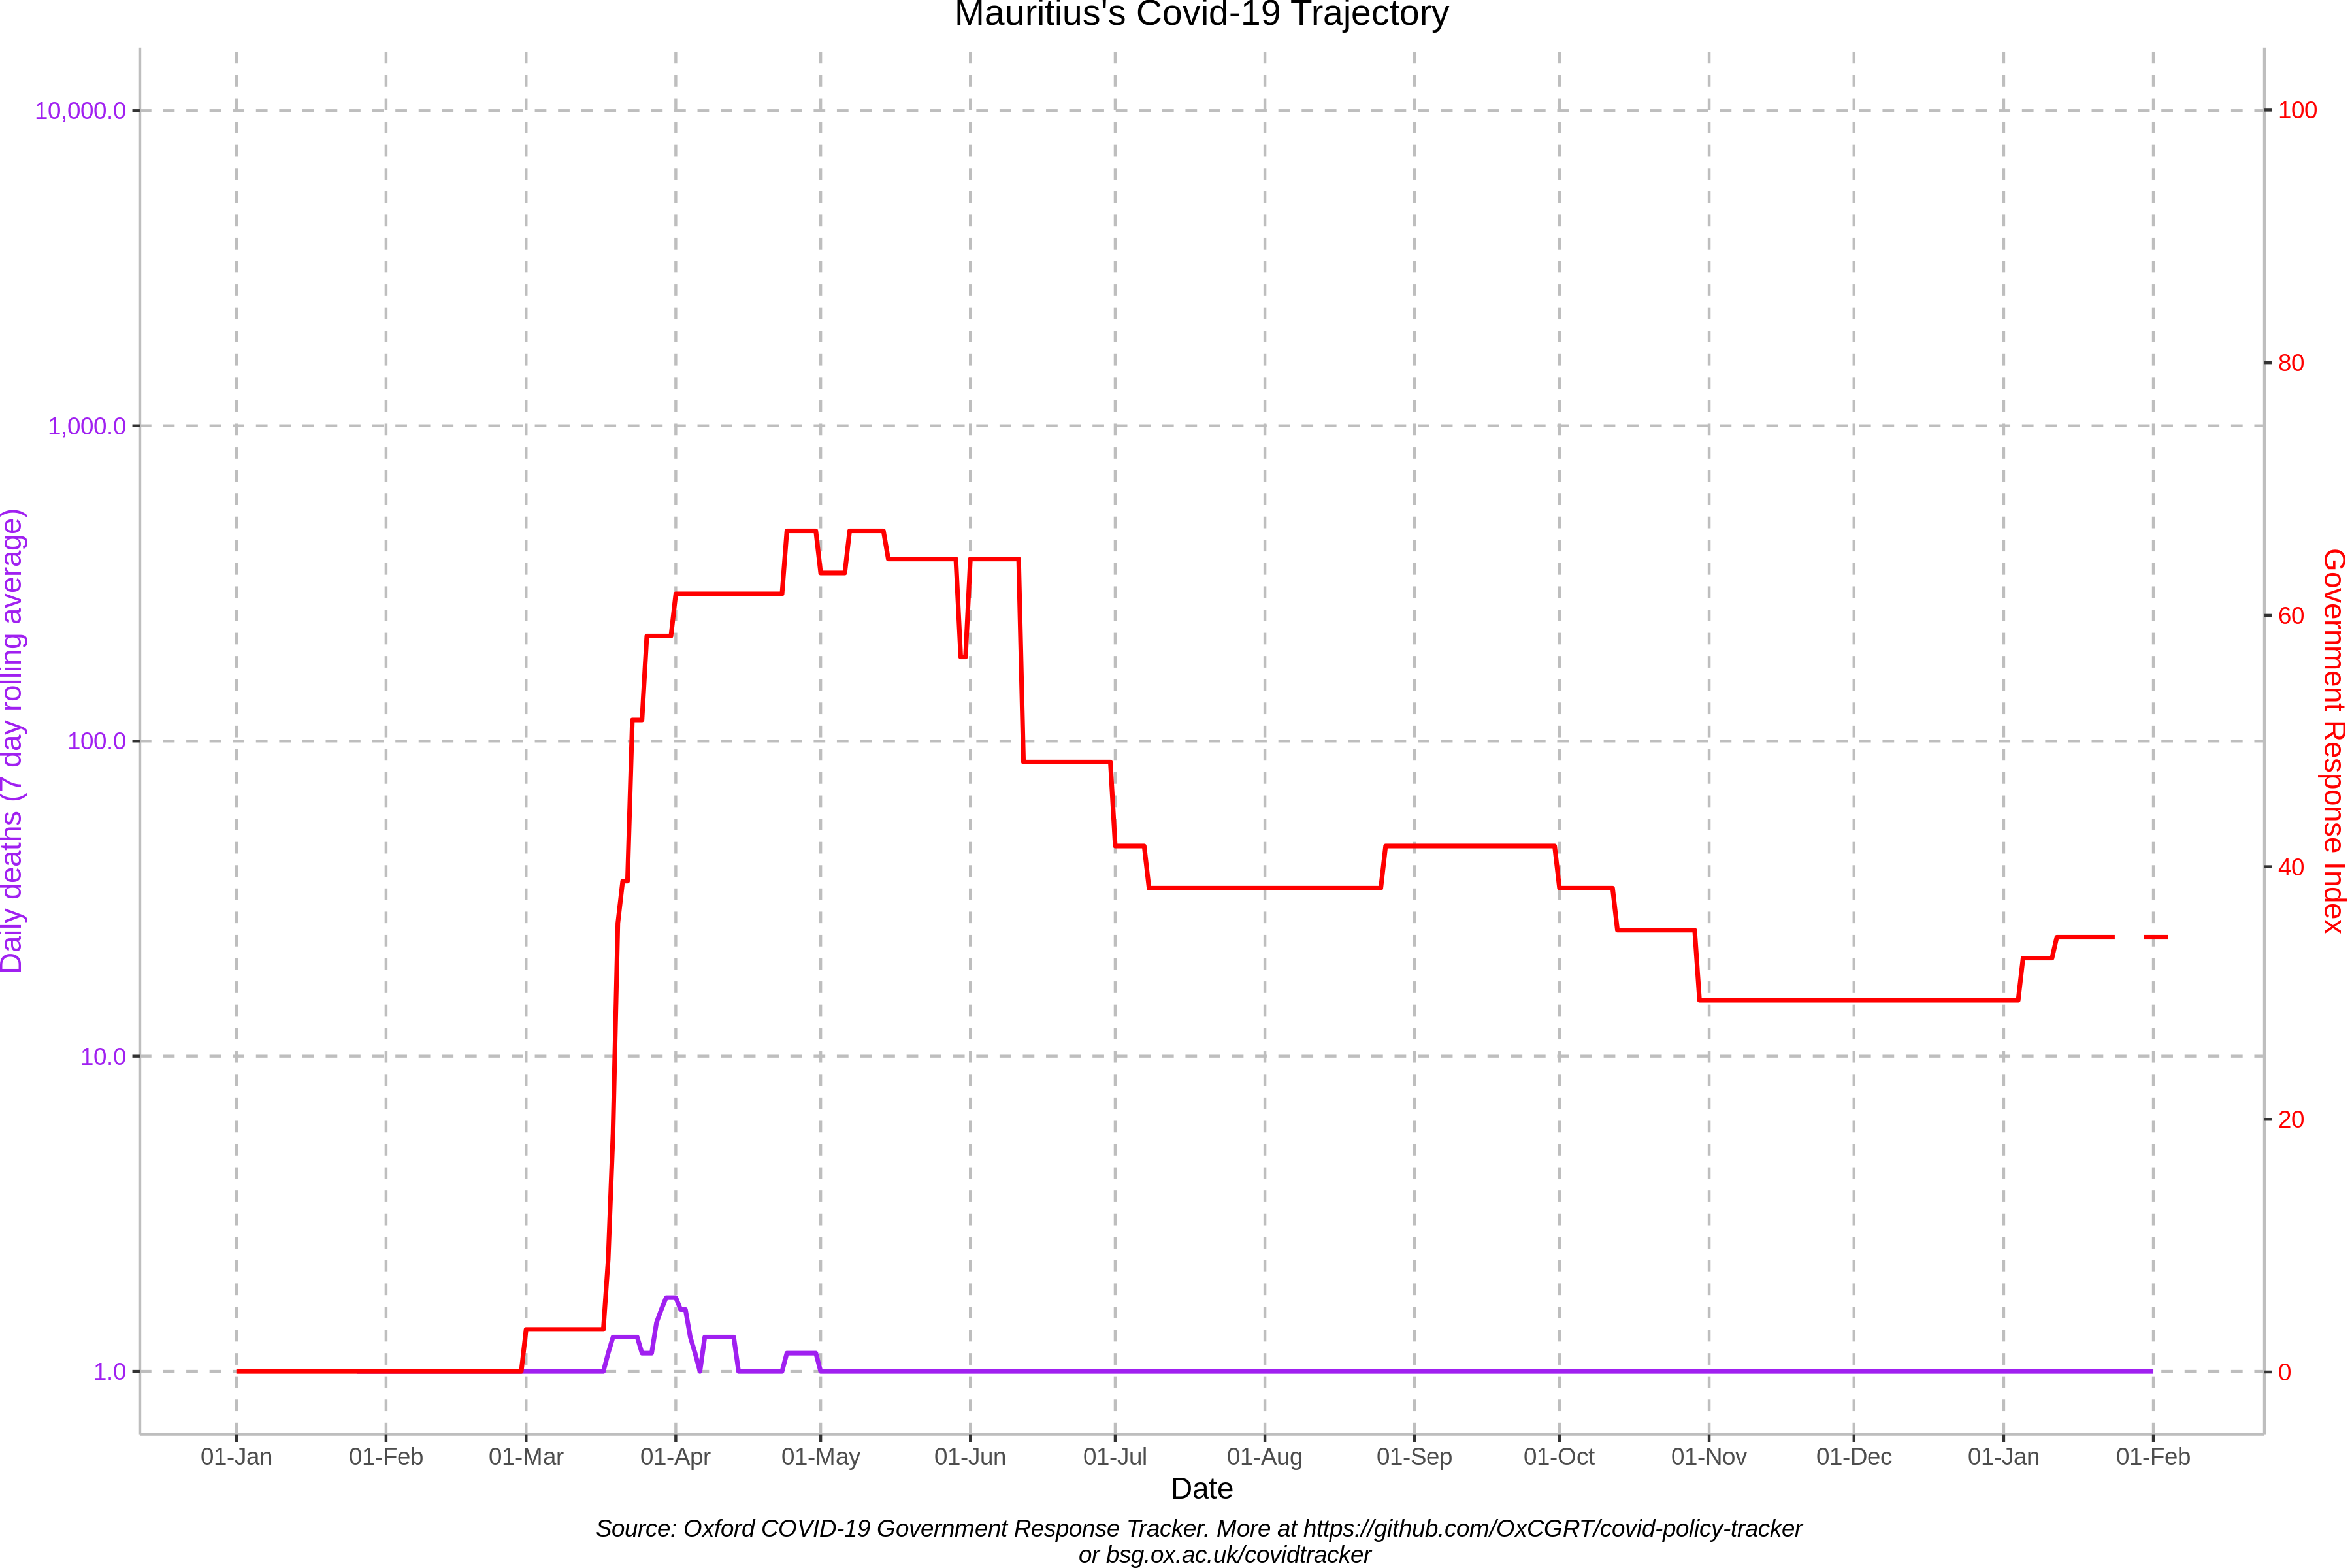 Mauritius's Covid-19 Trajectory
10,000.0
1,000.0
100.0
10.0
1.0
Daily deaths (7 day rolling average)
100
80
60
40
20
0
Government Response Index
01-Jan 01-Feb 01-Mar 01-Apr 01-May 01-Jun 01-Jul 01-Aug 01-Sep 01-Oct 01-Nov 01-Dec 01-Jan 01-Feb
Date
Source: Oxford COVID-19 Government Response Tracker. More at https://github.com/OxCGRT/covid-policy-tracker
or bsg.ox.ac.uk/covidtracker